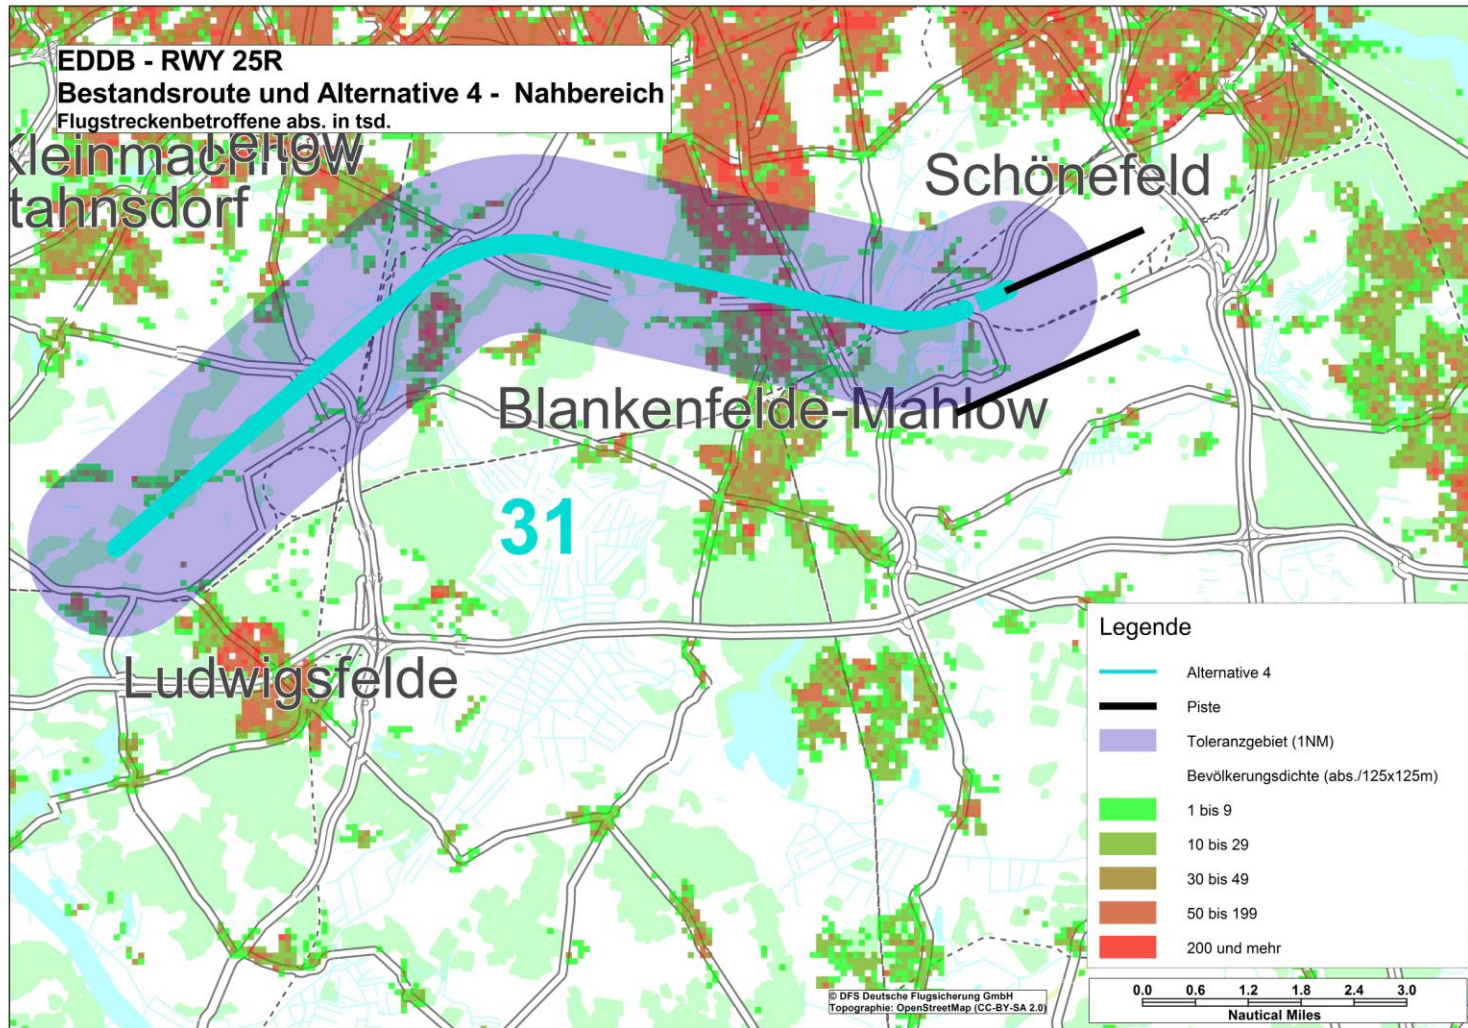 EDDB - RWY 25R
Bestandsroute und Alternative 4 - Nahbereich
Flugstreckenbetroffene abs. in tsd.
Kleinmachnow
tahnsdorf
Schönefeld
Blankenfelde-Mahlow
31
Ludwigsfelde
Legende
Alternative 4
Piste
Toleranzgebiet (1NM)
Bevölkerungsdichte (abs./125x125m)
1 bis 9
10 bis 29
30 bis 49
50 bis 199
200 und mehr
0.0 0.6 1.2 1.8 2.4 3.0
Nautical Miles
© DFS Deutsche Flugsicherung GmbH
Topographie: OpenStreetMap (CC-BY-SA 2.0)